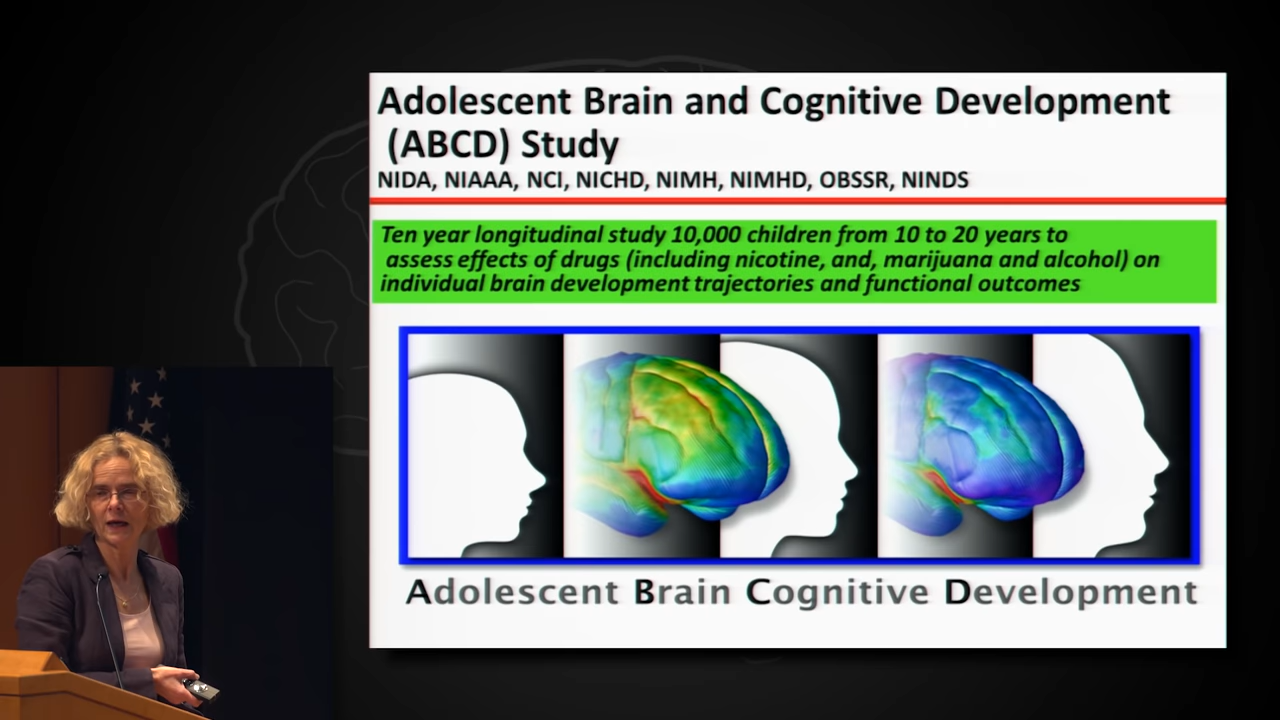 Adolescent Brain and Cognitive Development
(ABCD) Study
NIDA, NIAAA, NCI, NICHD, NIMH, NIMHD, OBSSR, NINDS
Ten year longitudinal study 10,000 children from 10 to 20 years to
assess effects of drugs (including nicotine, and, marijuana and alcohol) on
individual brain development trajectories and functional outcomes
Adolescent Brain Cognitive Development